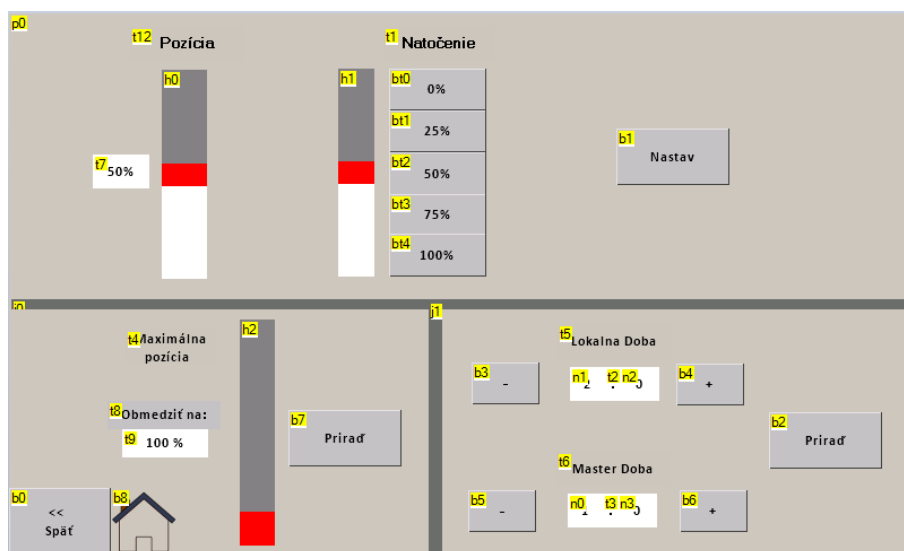 p0
t12 Pozícia t1 Natočenie
h0 h1 bt0 0%
bt1 25%
b1 Nastav
t7 50% bt2 50%
bt3 75%
bt4 100%
j1
t4 Maximálna h2
pozícia
t5 Lokalna Doba
b3 - n1 t2 n2 0 b4 +
t8 Obmedziť na:
t9 100 % b7 Priraď b2 Priraď
t6 Master Doba
b0 << b8 b5 - n0 t3 n3 0 b6 +
Späť